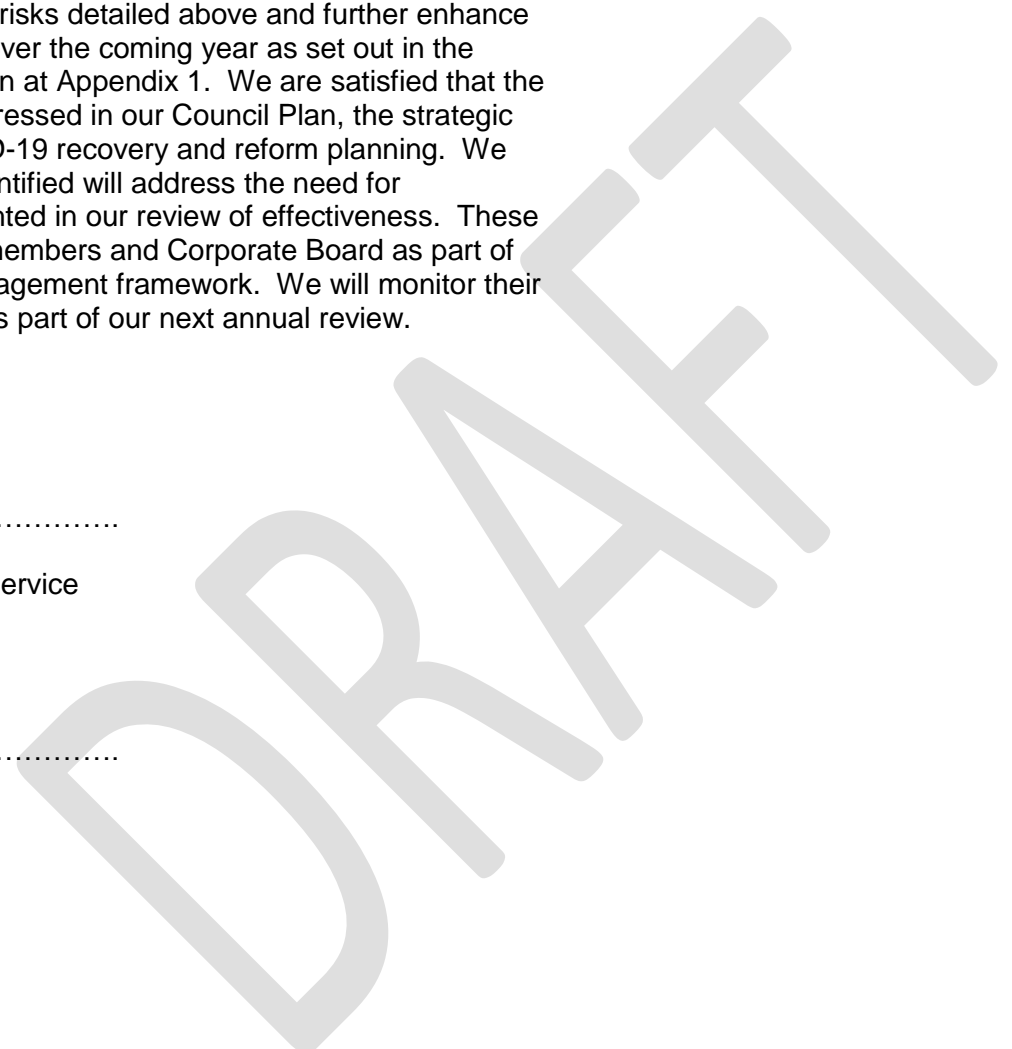 risks detailed above and further enhance
ver the coming year as set out in the
n at Appendix 1.  We are satisfied that the
ressed in our Council Plan, the strategic
D-19 recovery and reform planning.  We
ntified will address the need for
nted in our review of effectiveness.  These
members and Corporate Board as part of
agement framework.  We will monitor their
s part of our next annual review.
………….
ervice
………….
DRAFT